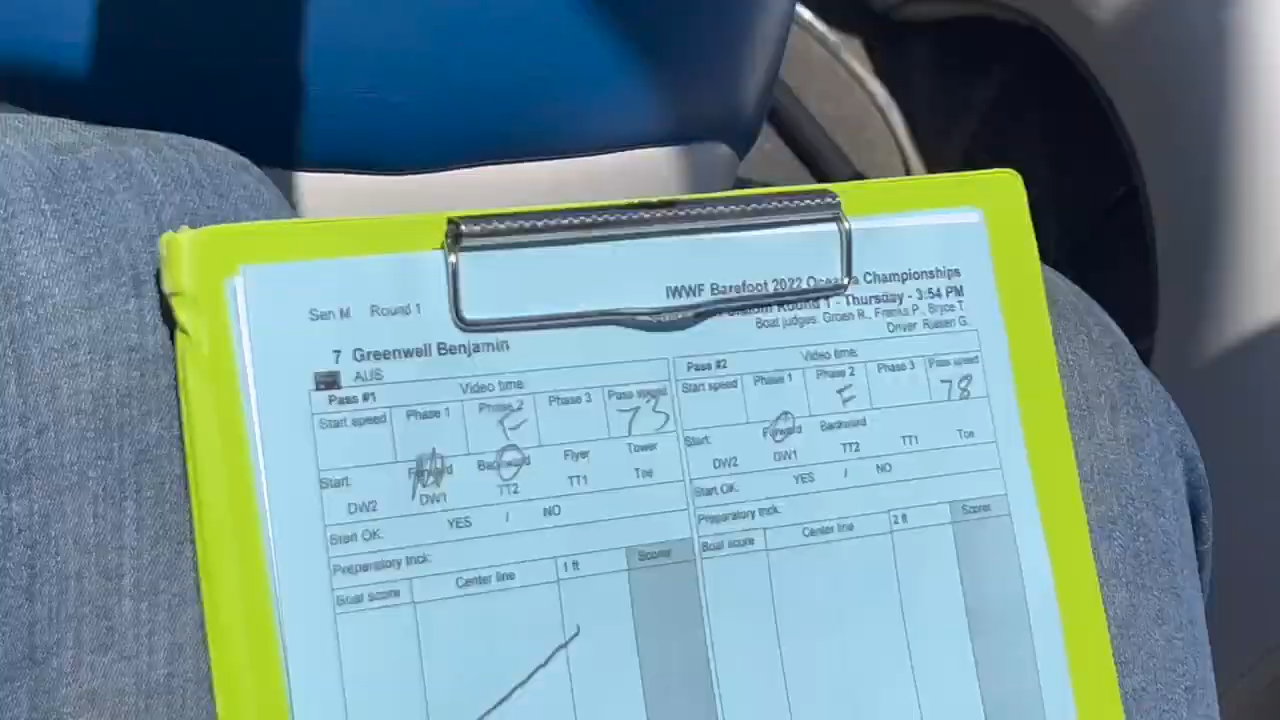 IWWF Barefoot 2022 Oceania Championships
Sen M Round 1
Round 1 - Thursday - 3:54 PM
Boat judges: Groen R., Franks P., Bryce T.
Driver:
7 Greenwell Benjamin
AUS
Pass #1 Video time:
Start speed Phase 1 Phase 2 Phase 3 Pass speed
F 73
Start: Forward Backward Flyer Tower
DW2 DW1 TT2 TT1 Toe
Start OK: YES / NO
Preparatory trick:
Boat score Center line 1 ft Scorer
Pass #2 Video time:
Start speed Phase 1 Phase 2 Phase 3 Pass speed
F 78
Start: Forward Backward
DW2 DW1 TT2 TT1 Toe
Start OK: YES / NO
Preparatory trick:
Boat score Center line 2 ft Scorer